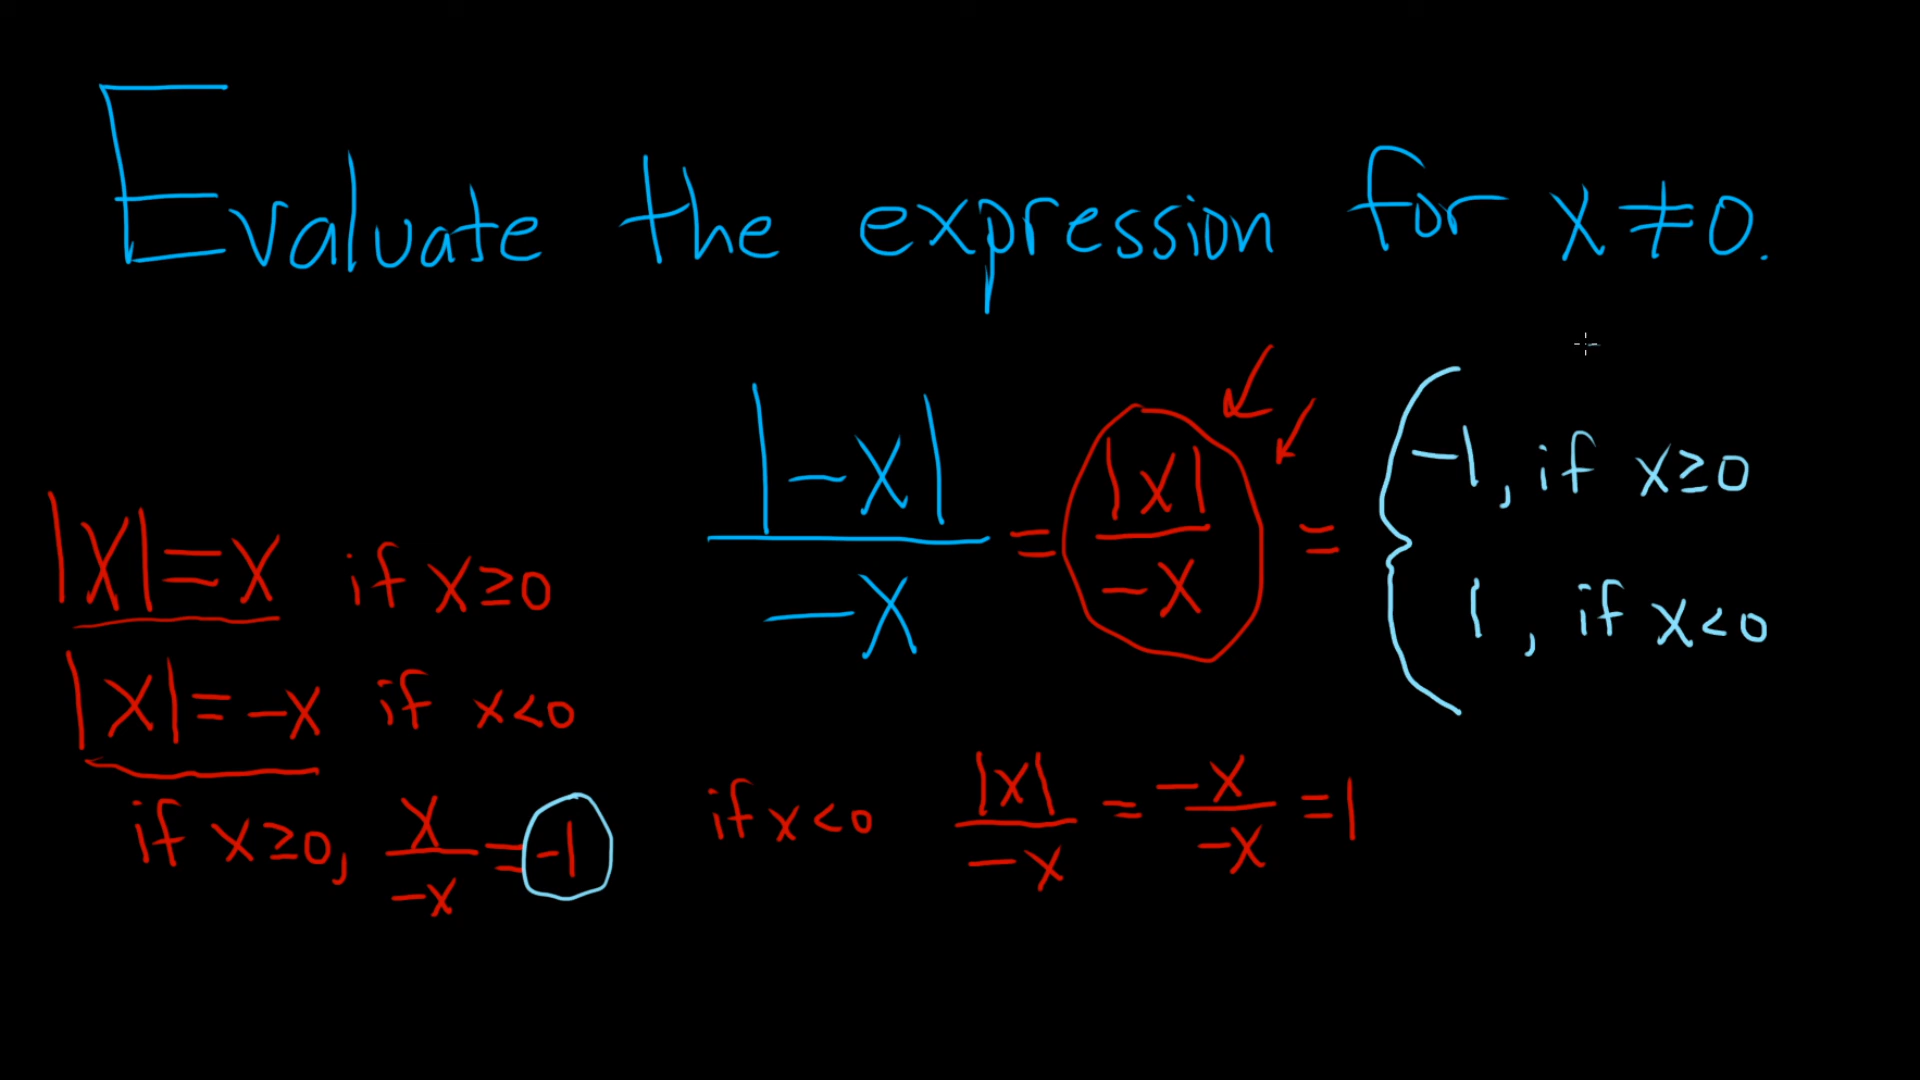 Evaluate the expression for x≠0.
|-x| / -x = |x| / -x = { -1, if x≥0
1, if x<0
|x|=x if x≥0
|x|=-x if x<0
if x≥0, x/-x = -1
if x<0 |x|/-x = -x/-x = 1